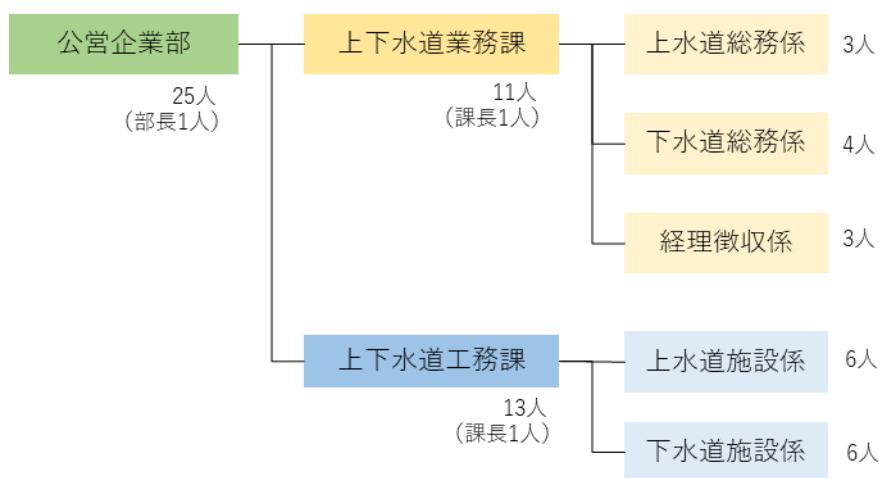 公営企業部
25人
（部長1人）
上下水道業務課
11人
（課長1人）
上水道総務係
3人
下水道総務係
4人
経理徴収係
3人
上下水道工務課
13人
（課長1人）
上水道施設係
6人
下水道施設係
6人